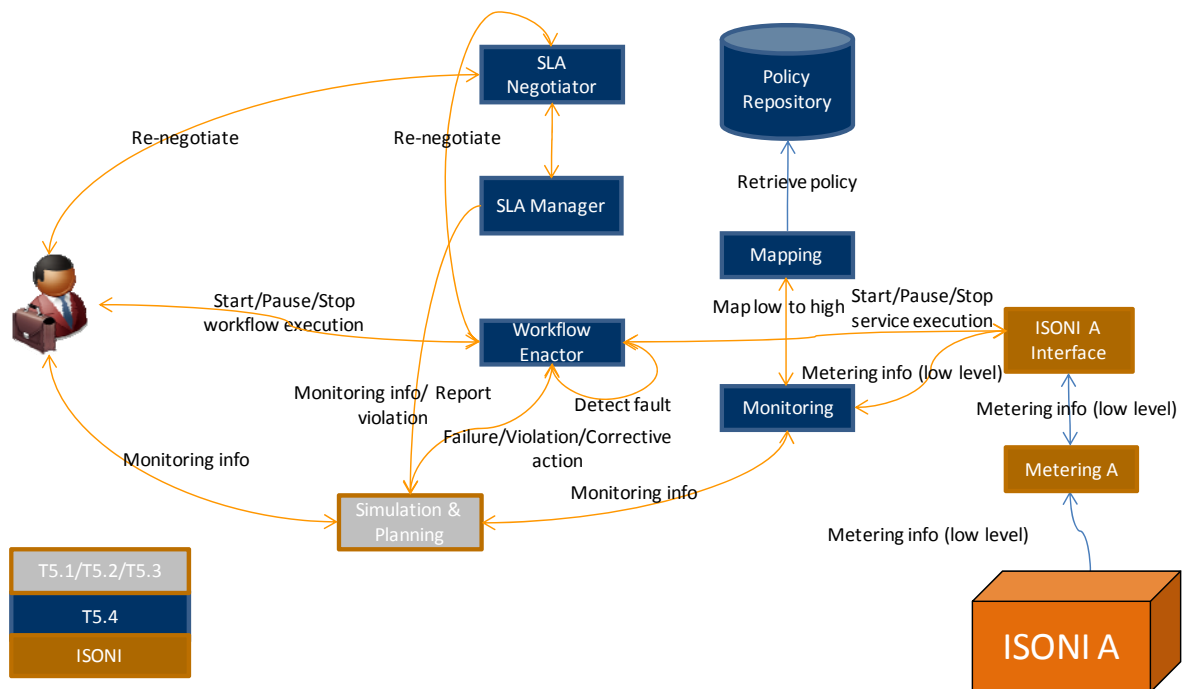 SLA
Negotiator
Policy
Repository
Re-negotiate
Re-negotiate
Retrieve policy
SLA Manager
Mapping
Start/Pause/Stop
workflow execution
Map low to high
Start/Pause/Stop
service execution
Workflow
Enactor
ISONI A
Interface
Monitoring info/ Report
violation
Detect fault
Metering info (low level)
Monitoring
Metering info (low level)
Failure/Violation/Corrective
action
Monitoring info
Metering A
Monitoring info
Simulation &
Planning
Metering info (low level)
T5.1/T5.2/T5.3
T5.4
ISONI
ISONI A